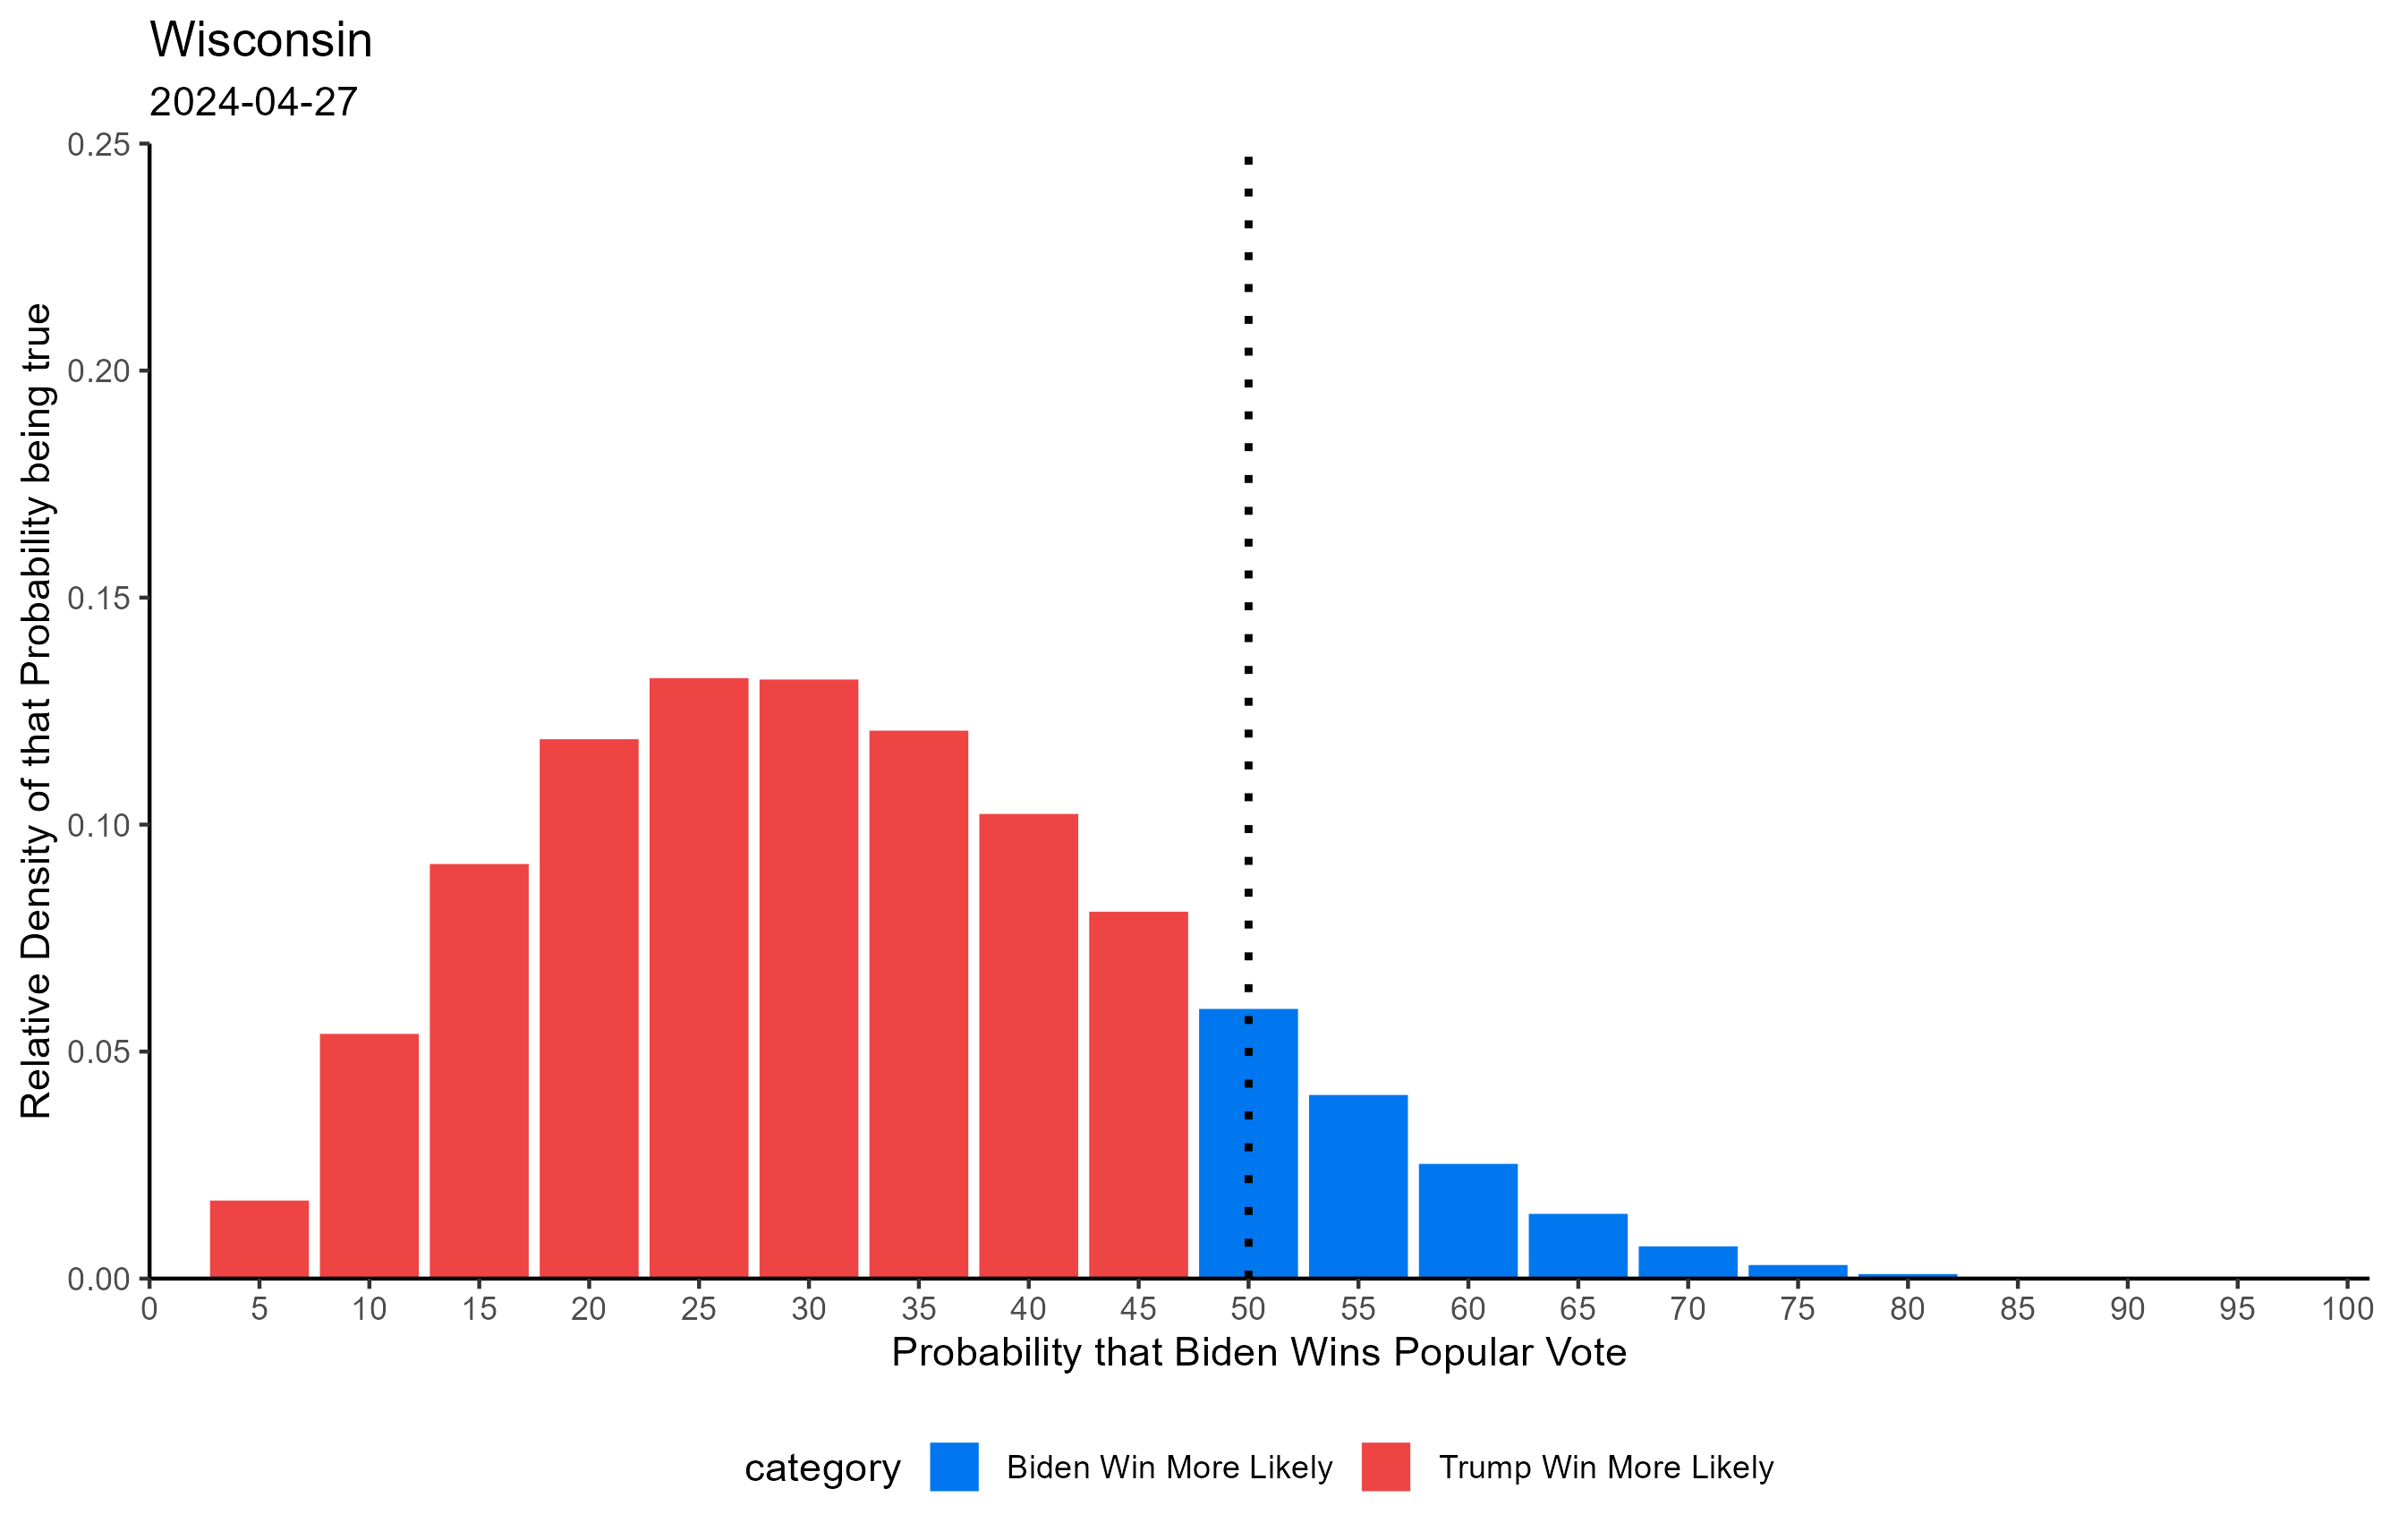 Wisconsin
2024-04-27
Relative Density of that Probability being true
0.25
0.20
0.15
0.10
0.05
0.00
0 5 10 15 20 25 30 35 40 45 50 55 60 65 70 75 80 85 90 95 100
Probability that Biden Wins Popular Vote
category Biden Win More Likely Trump Win More Likely